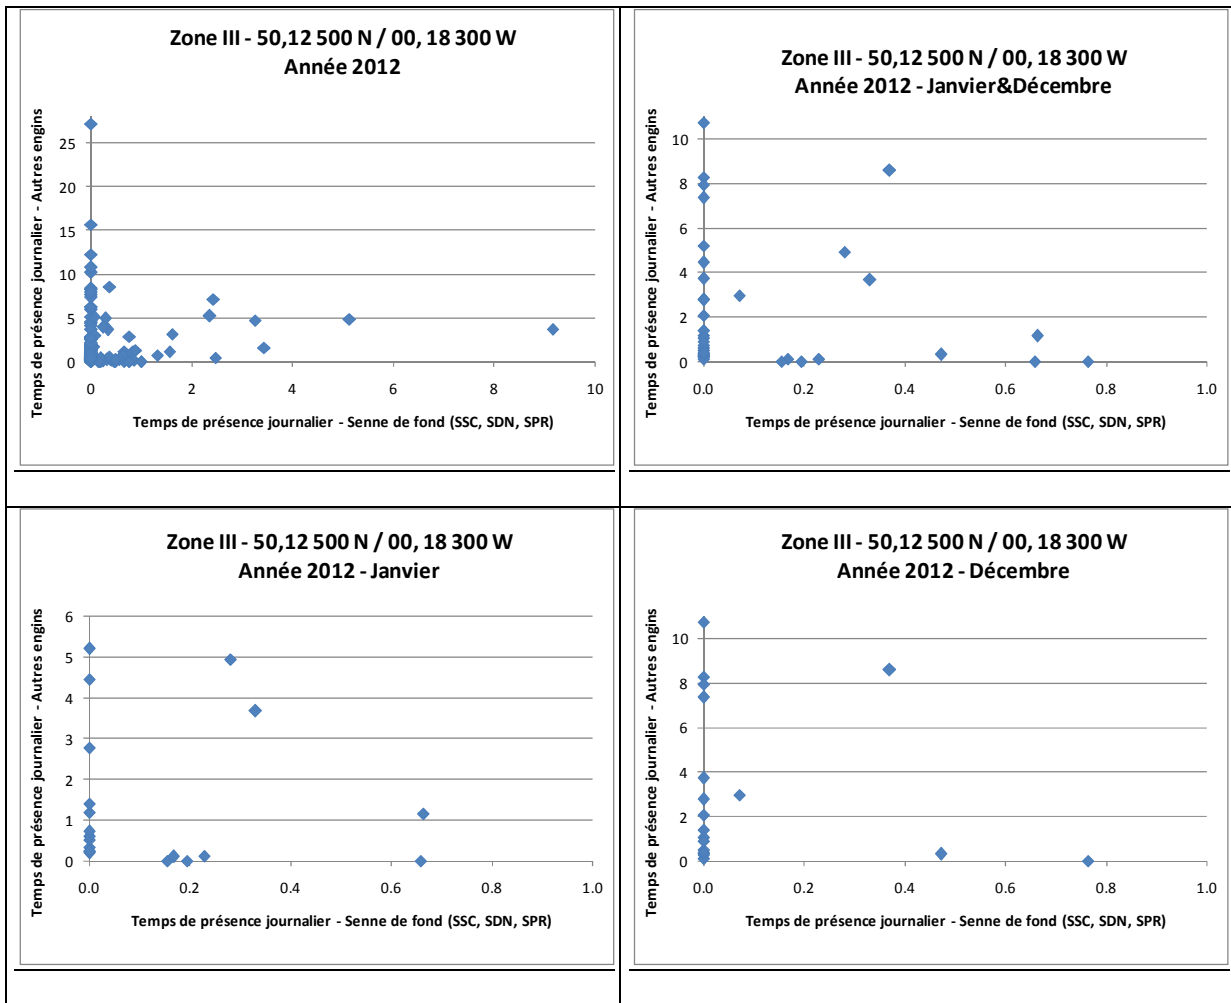 Zone III - 50,12 500 N / 00, 18 300 W
Année 2012
Temps de présence journalier - Autres engins
25
20
15
10
5
0
0 2 4 6 8 10
Temps de présence journalier - Senne de fond (SSC, SDN, SPR)
Zone III - 50,12 500 N / 00, 18 300 W
Année 2012 - Janvier&Décembre
Temps de présence journalier - Autres engins
10
8
6
4
2
0
0.0 0.2 0.4 0.6 0.8 1.0
Temps de présence journalier - Senne de fond (SSC, SDN, SPR)
Zone III - 50,12 500 N / 00, 18 300 W
Année 2012 - Janvier
Temps de présence journalier - Autres engins
6
5
4
3
2
1
0
0.0 0.2 0.4 0.6 0.8 1.0
Temps de présence journalier - Senne de fond (SSC, SDN, SPR)
Zone III - 50,12 500 N / 00, 18 300 W
Année 2012 - Décembre
Temps de présence journalier - Autres engins
10
8
6
4
2
0
0.0 0.2 0.4 0.6 0.8 1.0
Temps de présence journalier - Senne de fond (SSC, SDN, SPR)